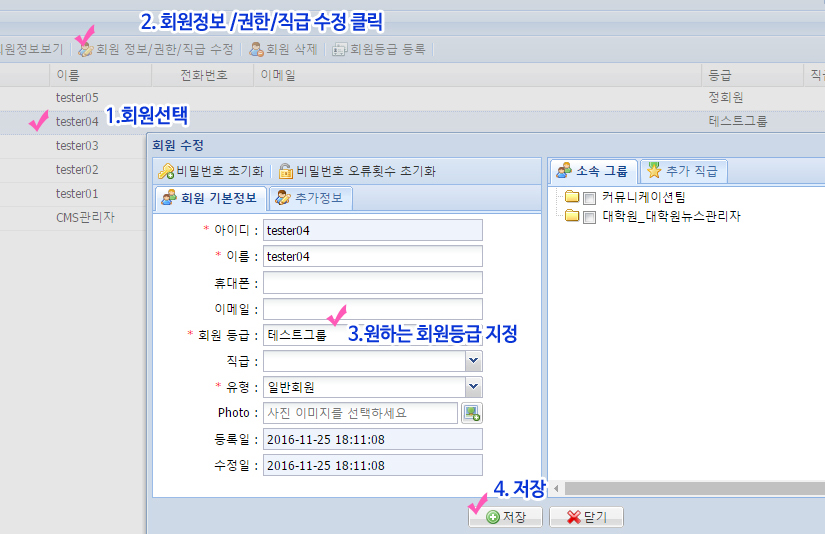 2. 회원정보 /권한/직급 수정 클릭
회원정보보기 회원 정보/권한/직급 수정 회원 삭제 회원등급 등록
이름 전화번호 이메일 등급 직급
tester05 정회원
tester04 1.회원선택 테스트그룹
tester03
tester02
tester01
CMS관리자
회원 수정
비밀번호 초기화 비밀번호 오류횟수 초기화
회원 기본정보 추가정보
* 아이디 : tester04
* 이름 : tester04
휴대폰 :
이메일 :
* 회원 등급 : 테스트그룹
3.원하는 회원등급 지정
직급 :
* 유형 : 일반회원
Photo : 사진 이미지를 선택하세요
등록일 : 2016-11-25 18:11:08
수정일 : 2016-11-25 18:11:08
소속 그룹 추가 직급
커뮤니케이션팀
대학원_대학원뉴스관리자
4. 저장
저장 닫기